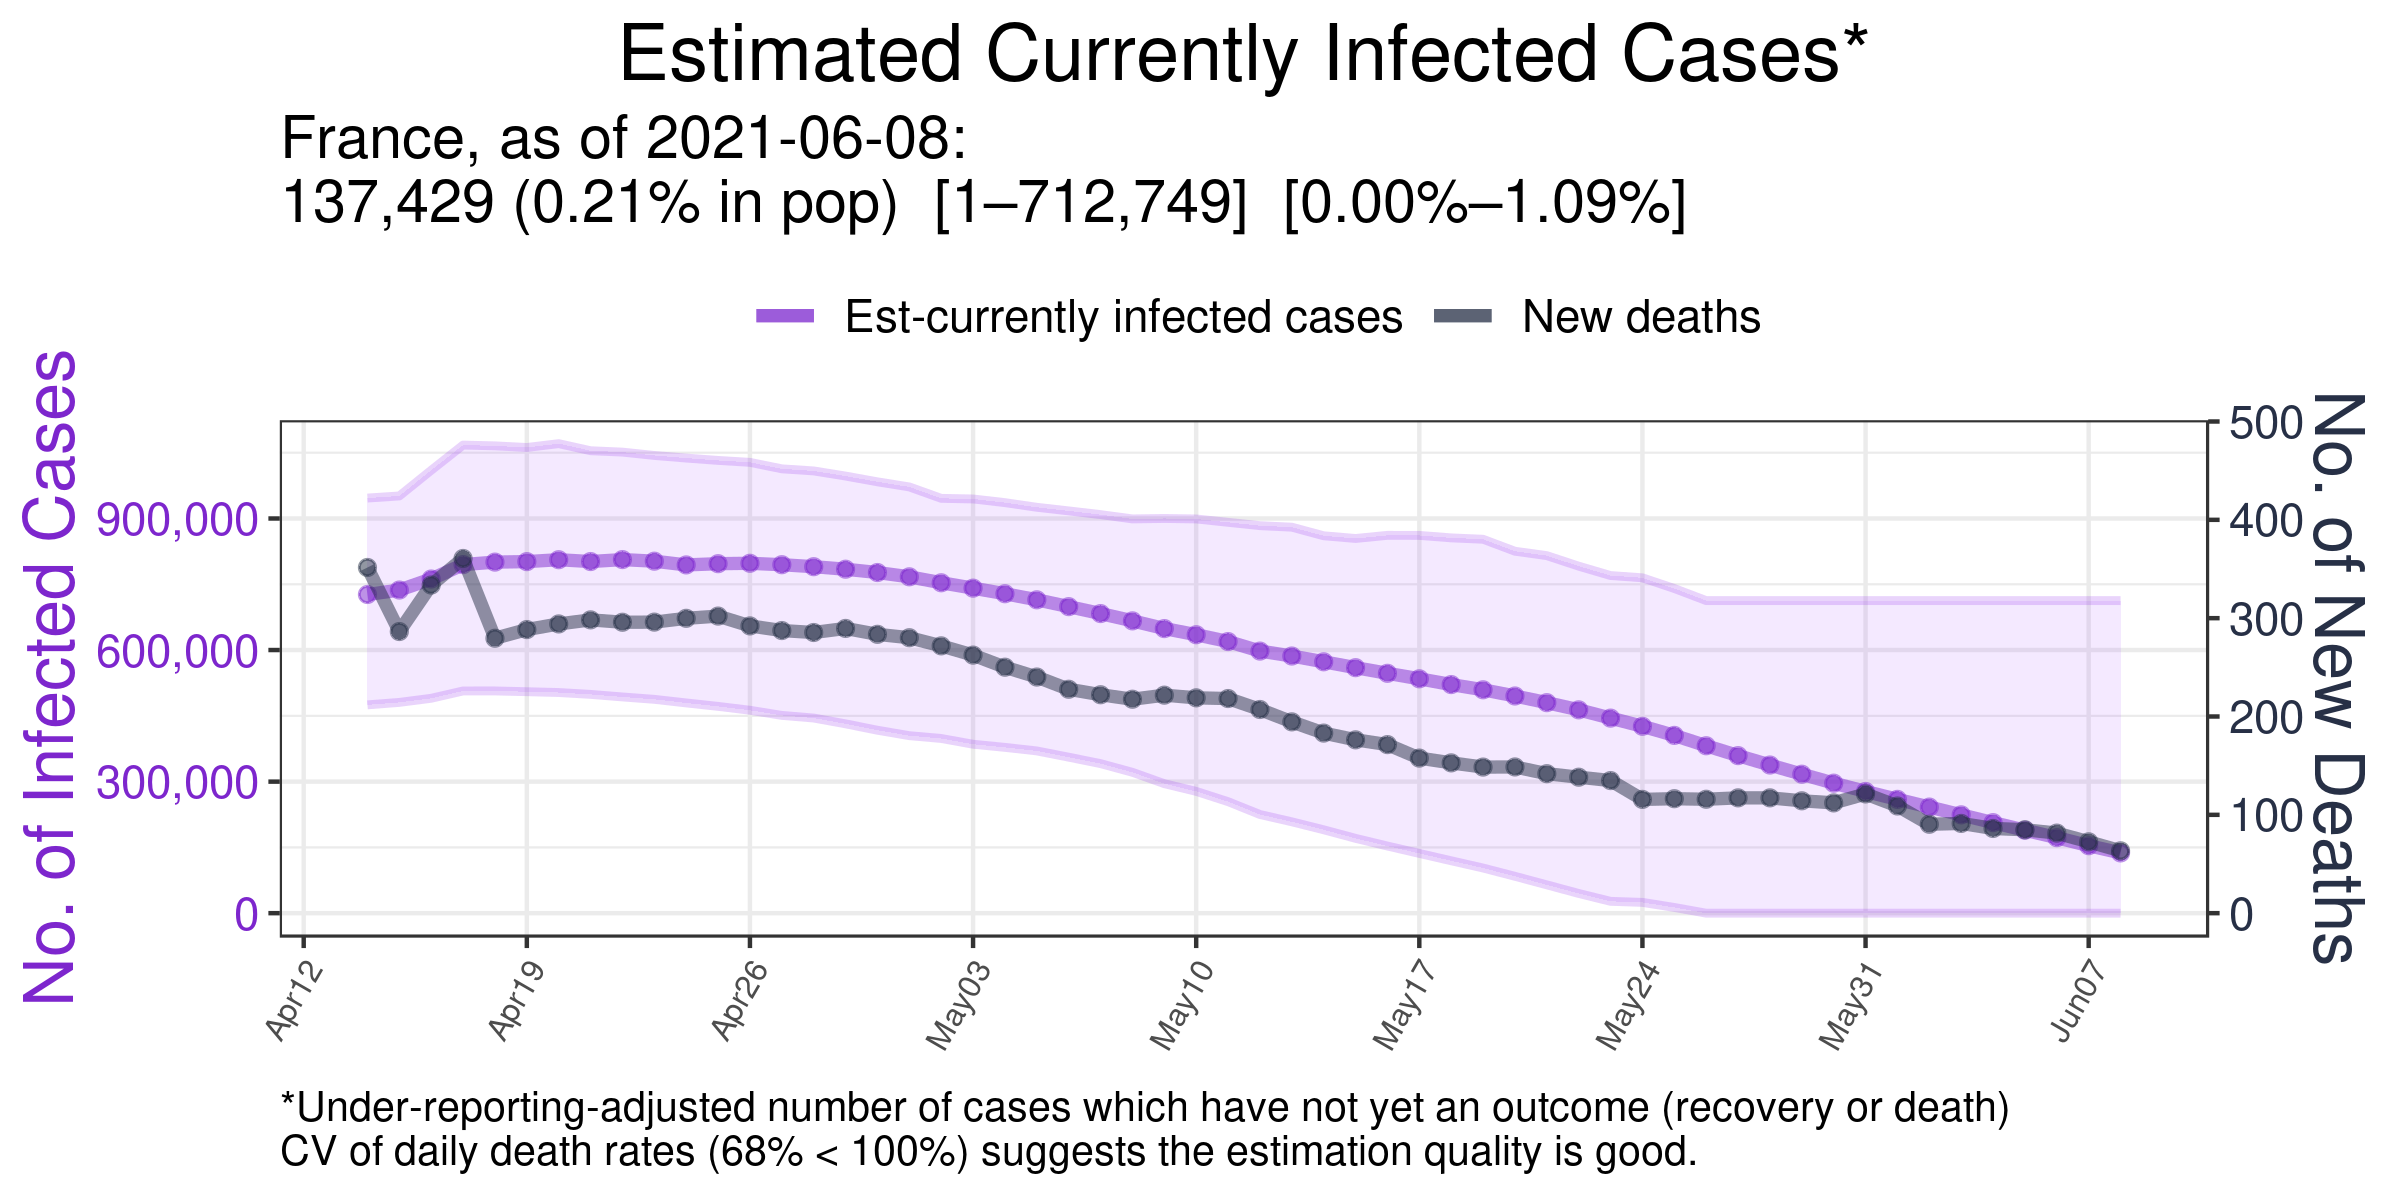 Estimated Currently Infected Cases*
France, as of 2021-06-08:
137,429 (0.21% in pop)  [1–712,749]  [0.00%–1.09%]
Est-currently infected cases
New deaths
No. of Infected Cases
900,000
600,000
300,000
0
500
400
300
200
100
0
No. of New Deaths
Apr12
Apr19
Apr26
May03
May10
May17
May24
May31
Jun07
*Under-reporting-adjusted number of cases which have not yet an outcome (recovery or death)
CV of daily death rates (68% < 100%) suggests the estimation quality is good.